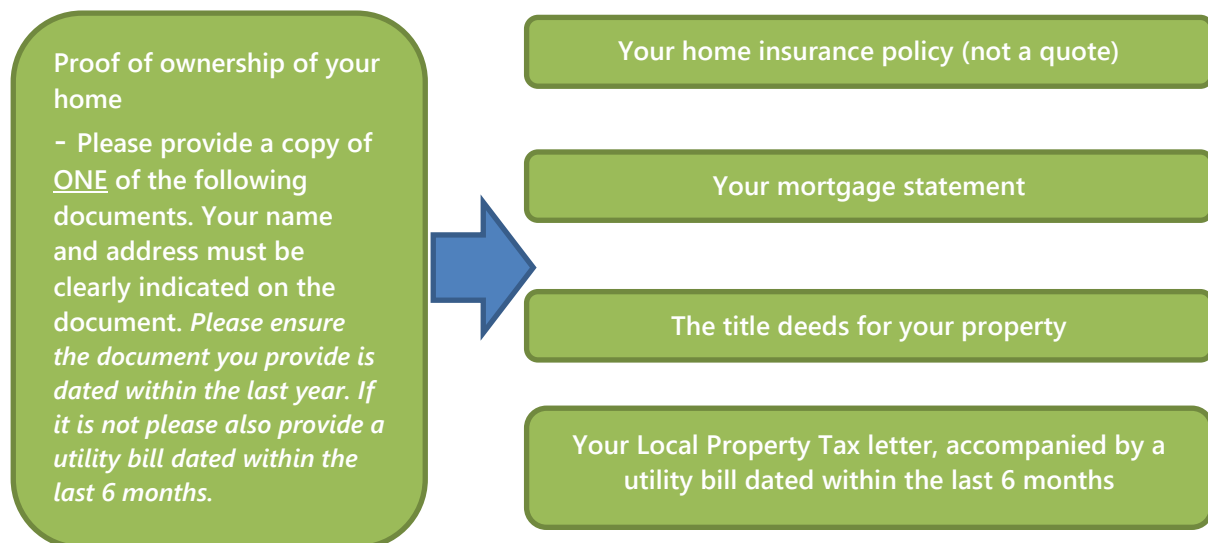 Proof of ownership of your
home
- Please provide a copy of
ONE of the following
documents. Your name
and address must be
clearly indicated on the
document. Please ensure
the document you provide is
dated within the last year. If
it is not please also provide a
utility bill dated within the
last 6 months.
Your home insurance policy (not a quote)
Your mortgage statement
The title deeds for your property
Your Local Property Tax letter, accompanied by a
utility bill dated within the last 6 months